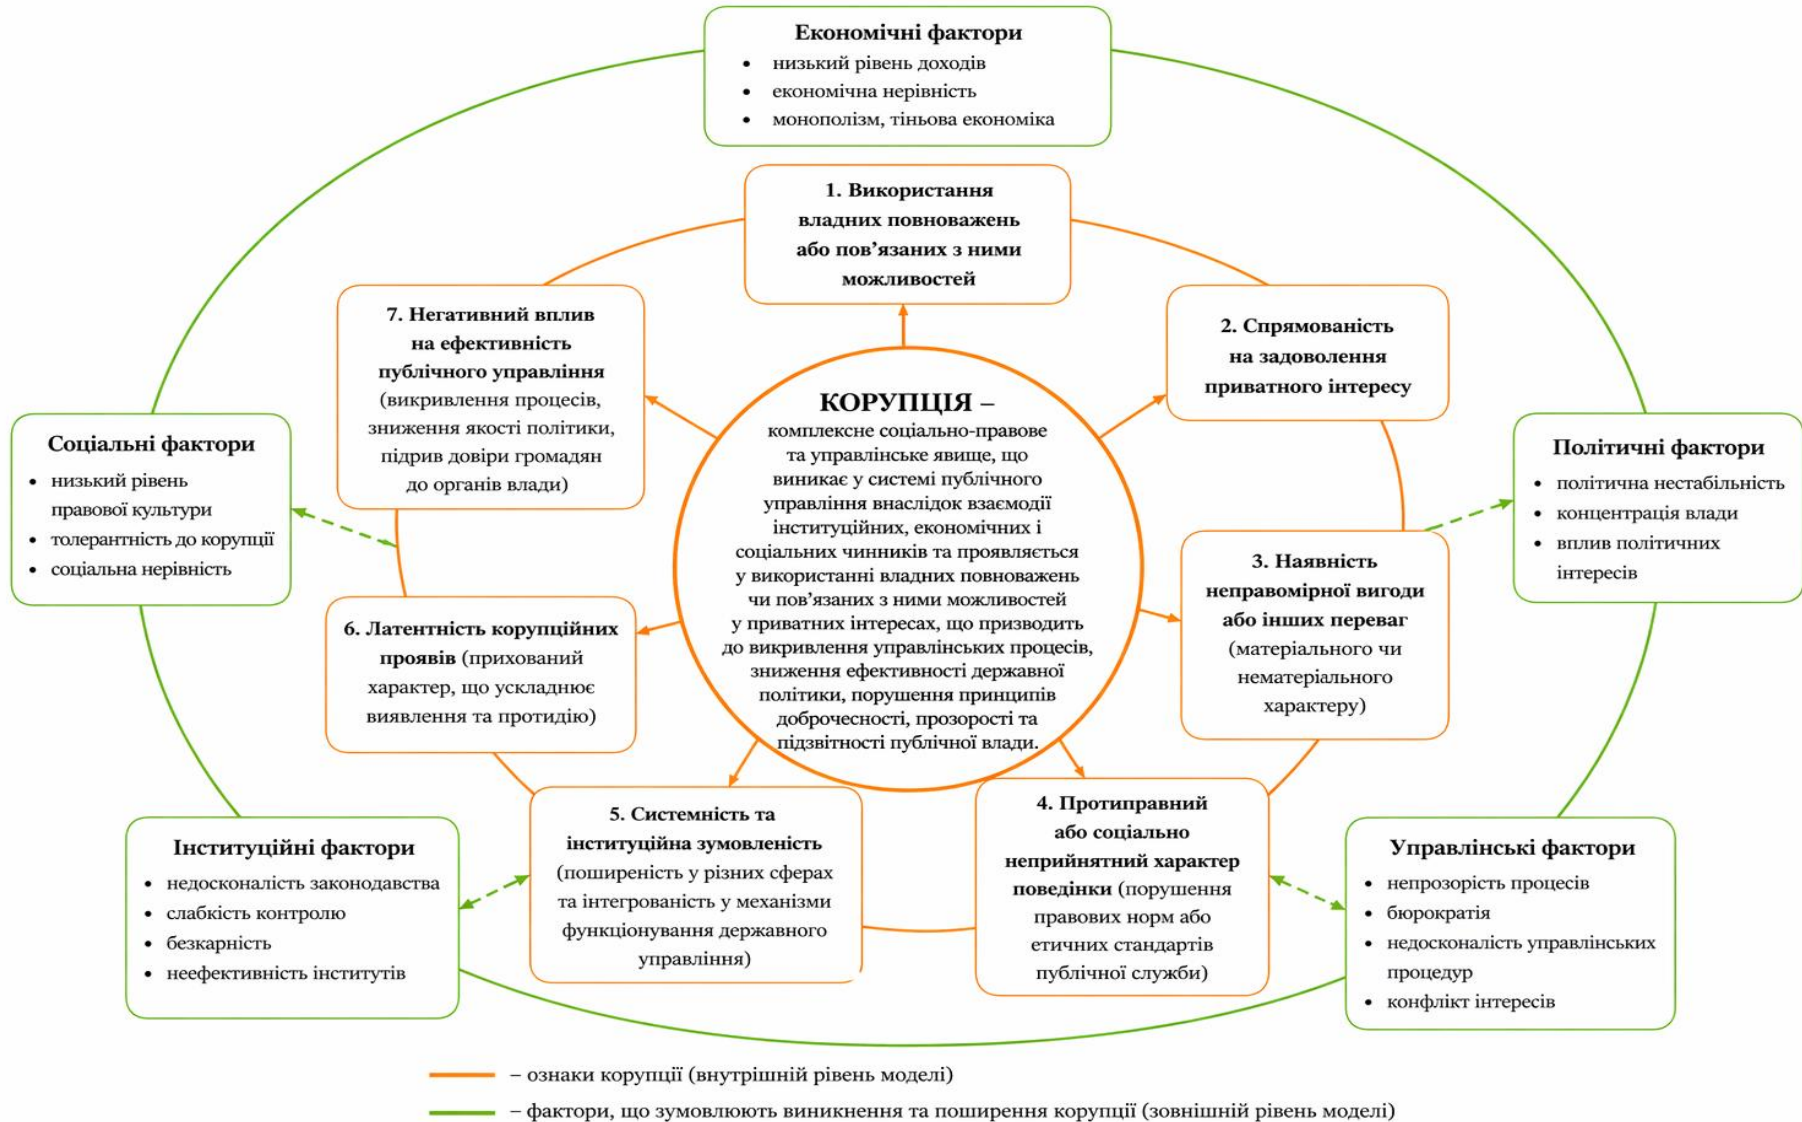 Економічні фактори
• низький рівень доходів
• економічна нерівність
• монополізм, тіньова економіка
1. Використання
владних повноважень
або пов’язаних з ними
можливостей
7. Негативний вплив
на ефективність
публічного управління
(викривлення процесів,
зниження якості політики,
підрив довіри громадян
до органів влади)
2. Спрямованість
на задоволення
приватного інтересу
КОРУПЦІЯ –
комплексне соціально-правове
та управлінське явище, що
виникає у системі публічного
управління внаслідок взаємодії
інституційних, економічних і
соціальних чинників та проявляється
у використанні владних повноважень
чи пов’язаних з ними можливостей
у приватних інтересах, що призводить
до викривлення управлінських процесів,
зниження ефективності державної
політики, порушення принципів
доброчесності, прозорості та
підзвітності публічної влади.
Соціальні фактори
• низький рівень
правової культури
• толерантність до корупції
• соціальна нерівність
Політичні фактори
• політична нестабільність
• концентрація влади
• вплив політичних
інтересів
3. Наявність
неправомірної вигоди
або інших переваг
(матеріального чи
нематеріального
характеру)
6. Латентність корупційних
проявів (прихований
характер, що ускладнює
виявлення та протидію)
5. Системність та
інституційна зумовленість
(поширеність у різних сферах
та інтегрованість у механізми
функціонування державного
управління)
4. Протиправний
або соціально
неприйнятний характер
поведінки (порушення
правових норм або
етичних стандартів
публічної служби)
Інституційні фактори
• недосконалість законодавства
• слабкість контролю
• безкарність
• неефективність інститутів
Управлінські фактори
• непрозорість процесів
• бюрократія
• недосконалість управлінських
процедур
• конфлікт інтересів
– ознаки корупції (внутрішній рівень моделі)
– фактори, що зумовлюють виникнення та поширення корупції (зовнішній рівень моделі)